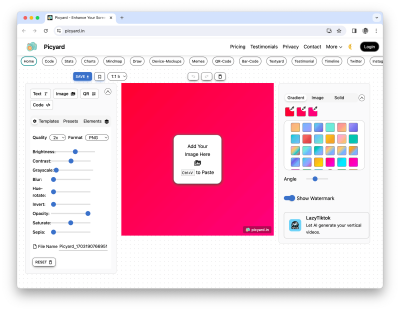 Picyard - Enhance Your Scre
picyard.in
Picyard
Pricing Testimonials Privacy Contact More Login
Home Code Stats Charts MindMap Draw Device-Mockups Memes QR-Code Bar-Code Textyard Testimonial Timeline Twitter Instag
SAVE 1:1
Text Image QR
Code
Templates Presets Elements
Quality 2x Format PNG
Brightness:
Contrast:
Grayscale:
Blur:
Hue-
rotate:
Invert:
Opacity:
Saturate:
Sepia:
File Name Picyard_1703190766951
RESET
Add Your
Image Here
Ctrl+V to Paste
picyard.in
Gradient Image Solid
Angle
Show Watermark
LazyTiktok
Let AI generate your vertical
videos.